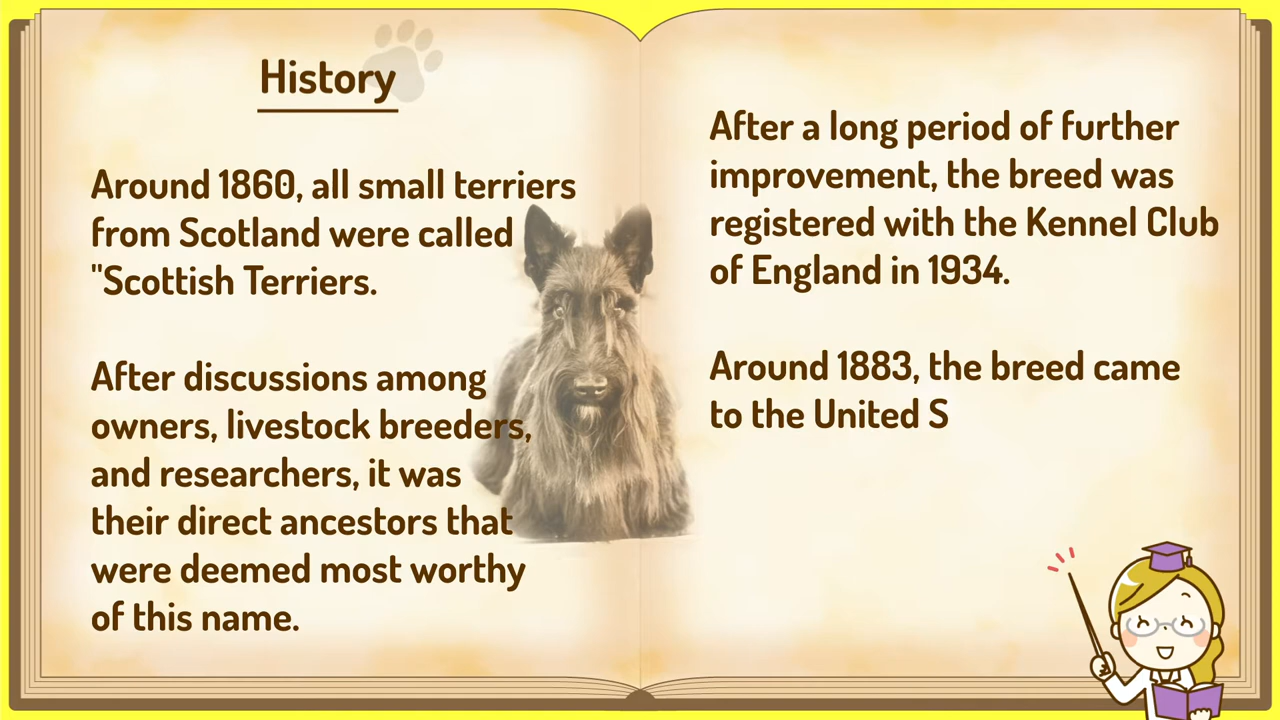 History
Around 1860, all small terriers
from Scotland were called
"Scottish Terriers.
After discussions among
owners, livestock breeders,
and researchers, it was
their direct ancestors that
were deemed most worthy
of this name.
After a long period of further
improvement, the breed was
registered with the Kennel Club
of England in 1934.
Around 1883, the breed came
to the United S